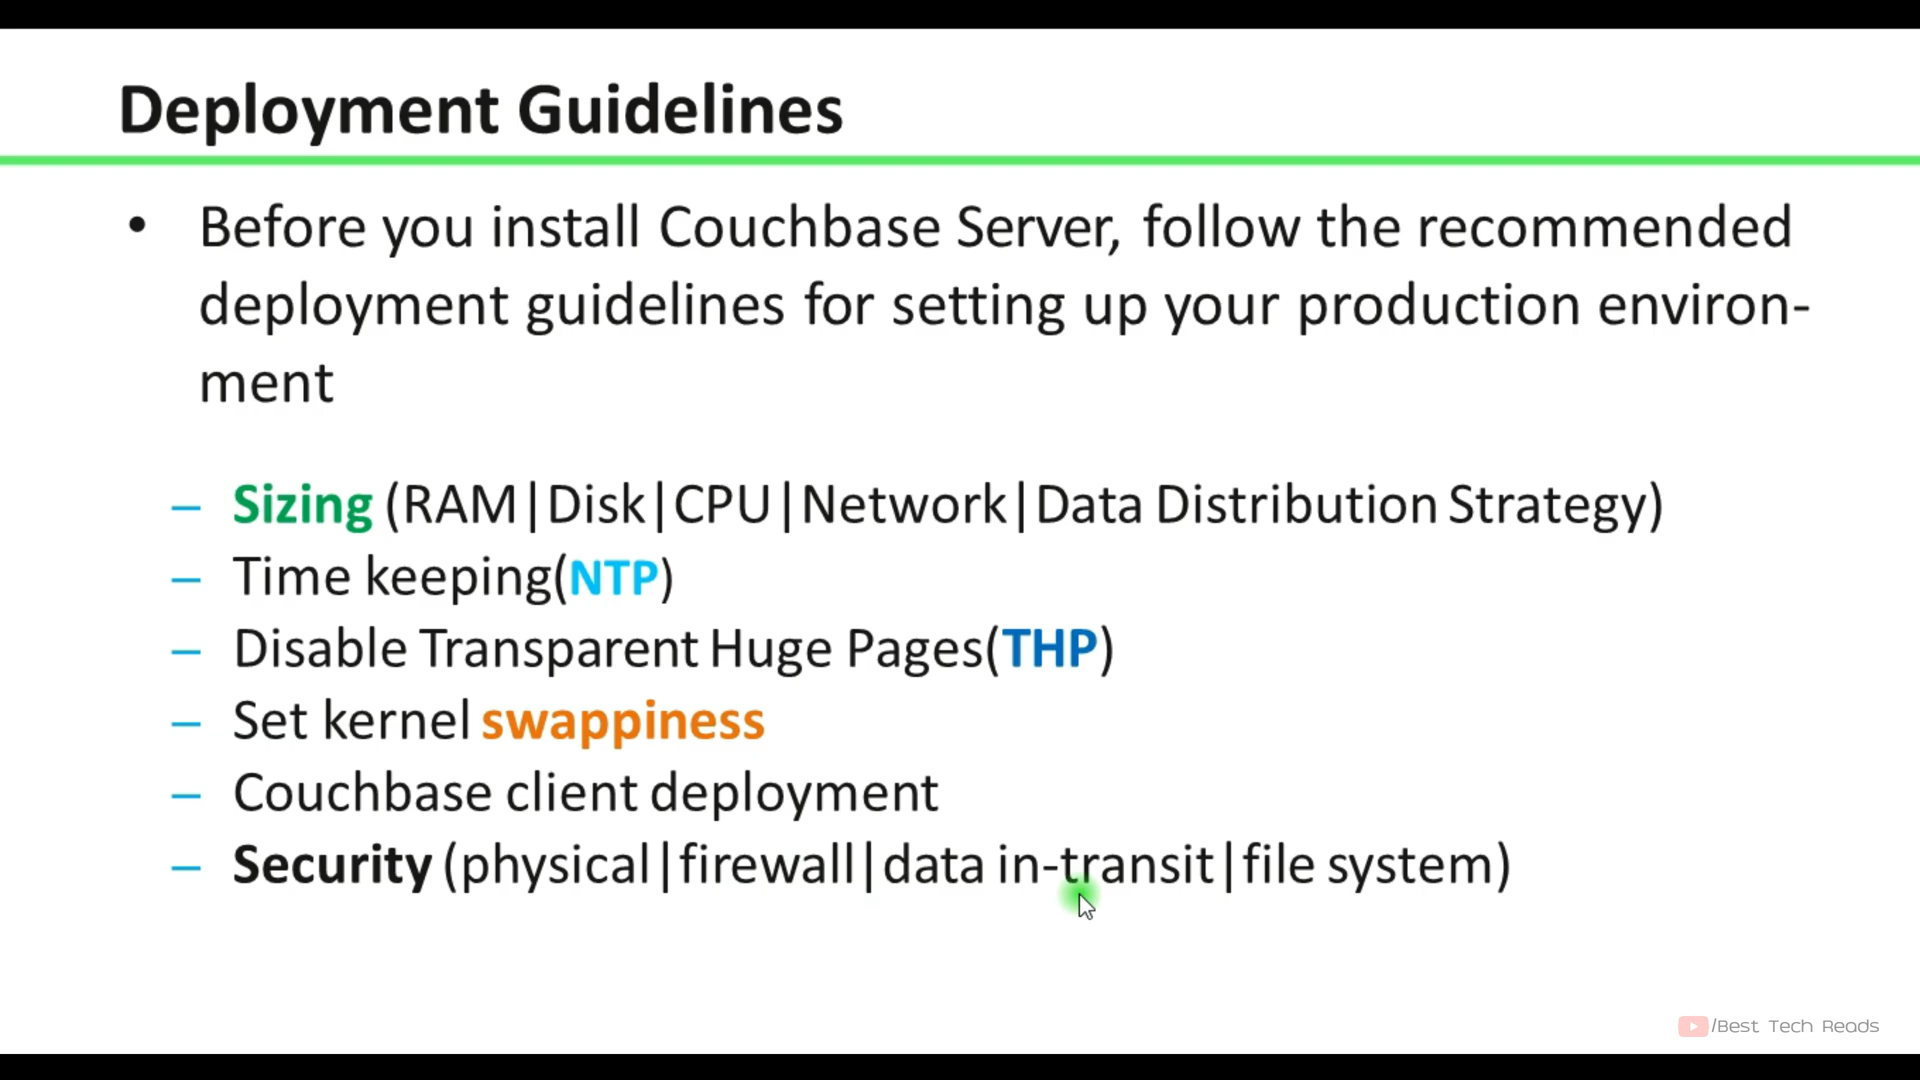 Deployment Guidelines
• Before you install Couchbase Server, follow the recommended
deployment guidelines for setting up your production environ-
ment
– Sizing (RAM|Disk|CPU|Network|Data Distribution Strategy)
– Time keeping(NTP)
– Disable Transparent Huge Pages(THP)
– Set kernel swappiness
– Couchbase client deployment
– Security (physical|firewall|data in-transit|file system)
/Best Tech Reads